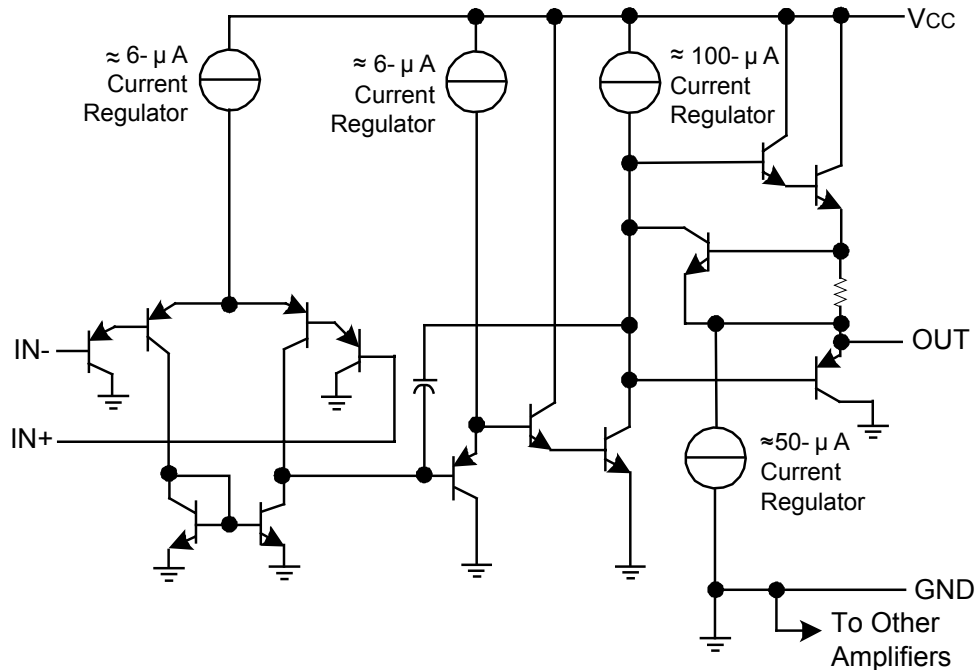 VCC
≈ 6- µ A
Current
Regulator
≈ 6- µ A
Current
Regulator
≈ 100- µ A
Current
Regulator
IN-
OUT
IN+
≈50- µ A
Current
Regulator
GND
To Other
Amplifiers